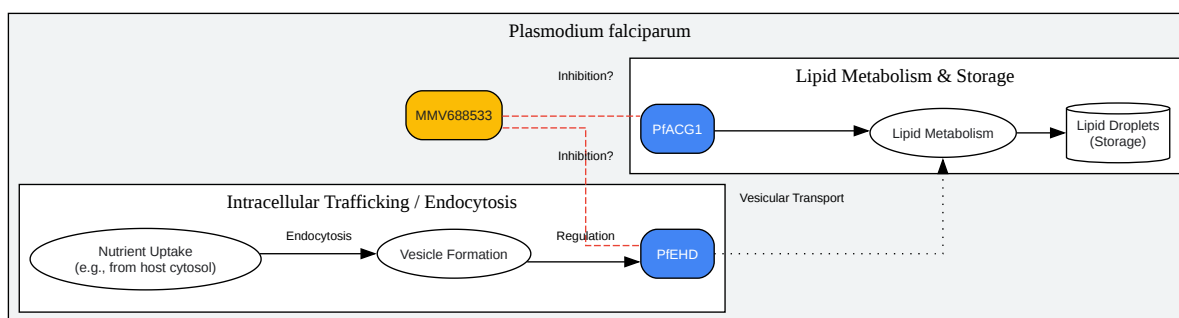 Plasmodium falciparum
Inhibition?
Lipid Metabolism & Storage
MMV688533
PfACG1
Lipid Metabolism
Lipid Droplets
(Storage)
Inhibition?
Intracellular Trafficking / Endocytosis
Vesicular Transport
Nutrient Uptake
(e.g., from host cytosol)
Endocytosis
Vesicle Formation
Regulation
PfEHD